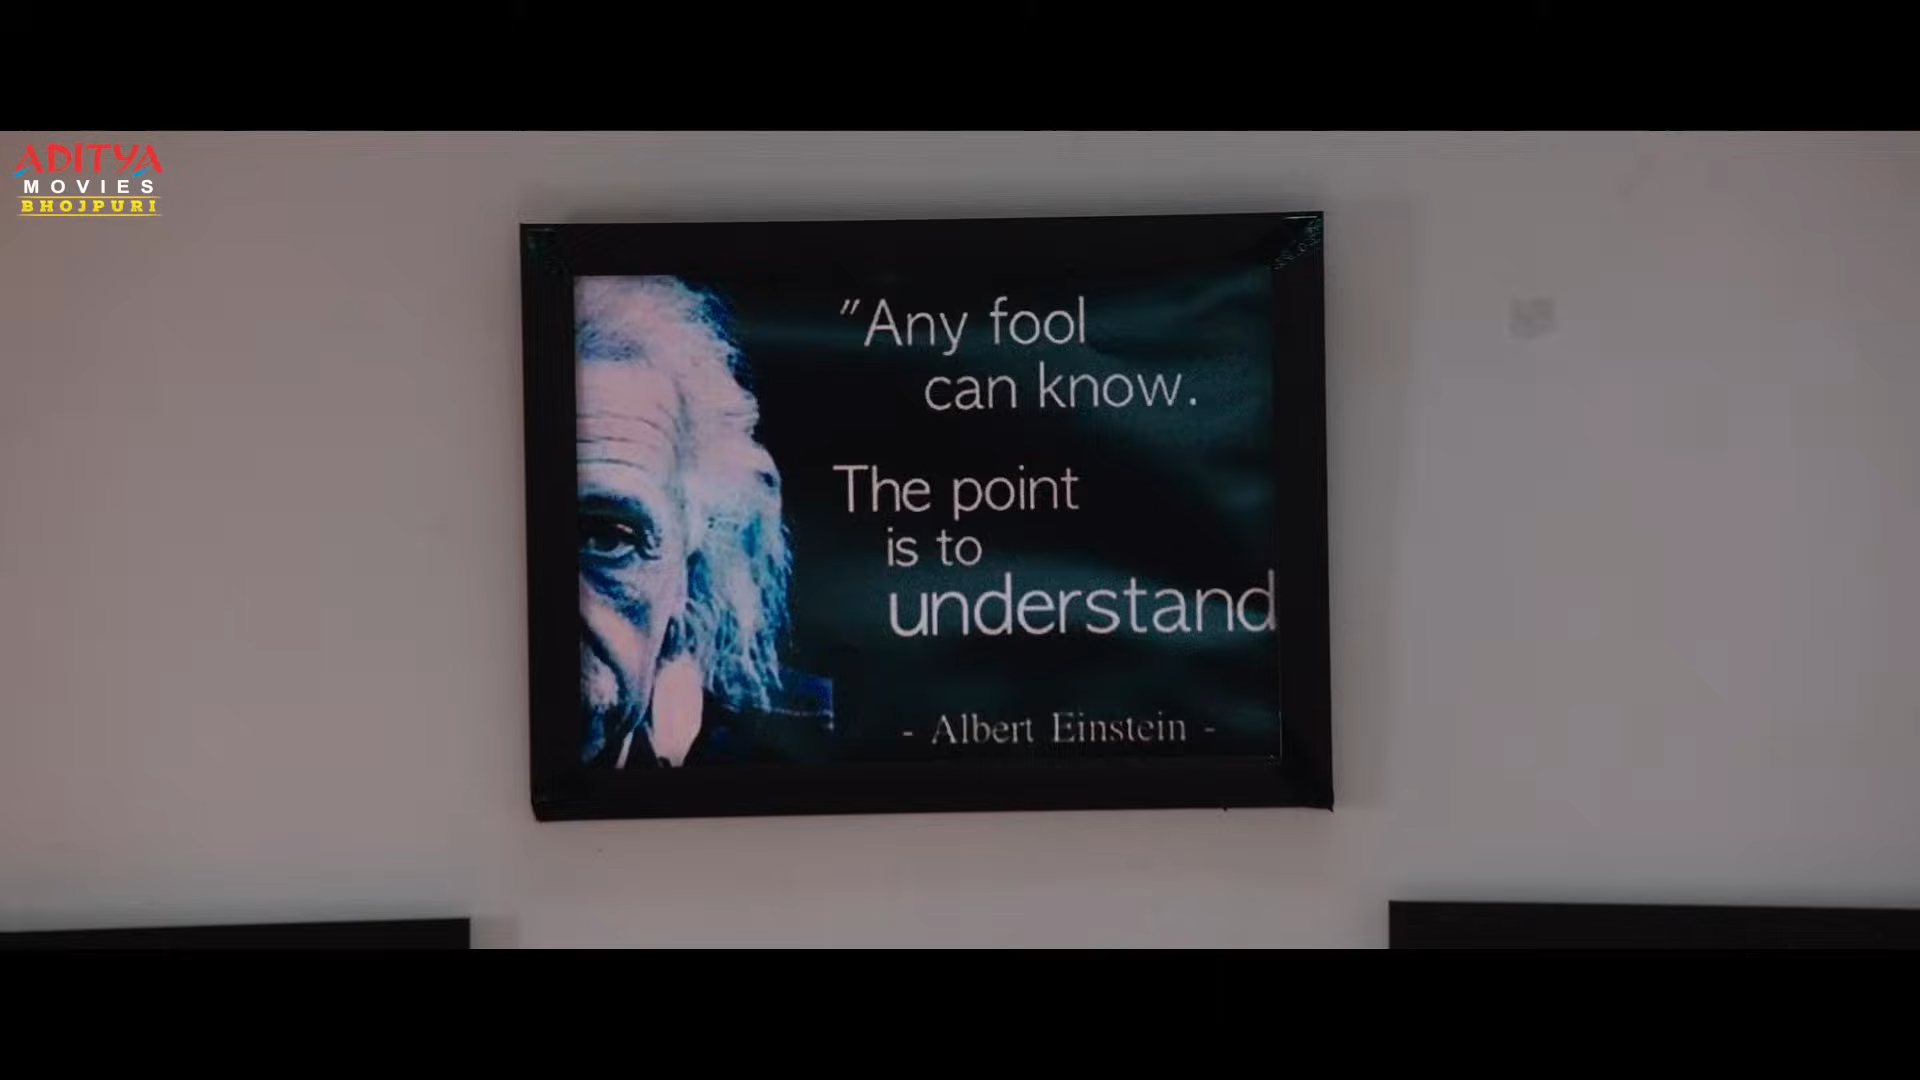 ADITYA
MOVIES
BHOJPURI
"Any fool
can know.
The point
is to
understand
- Albert Einstein -